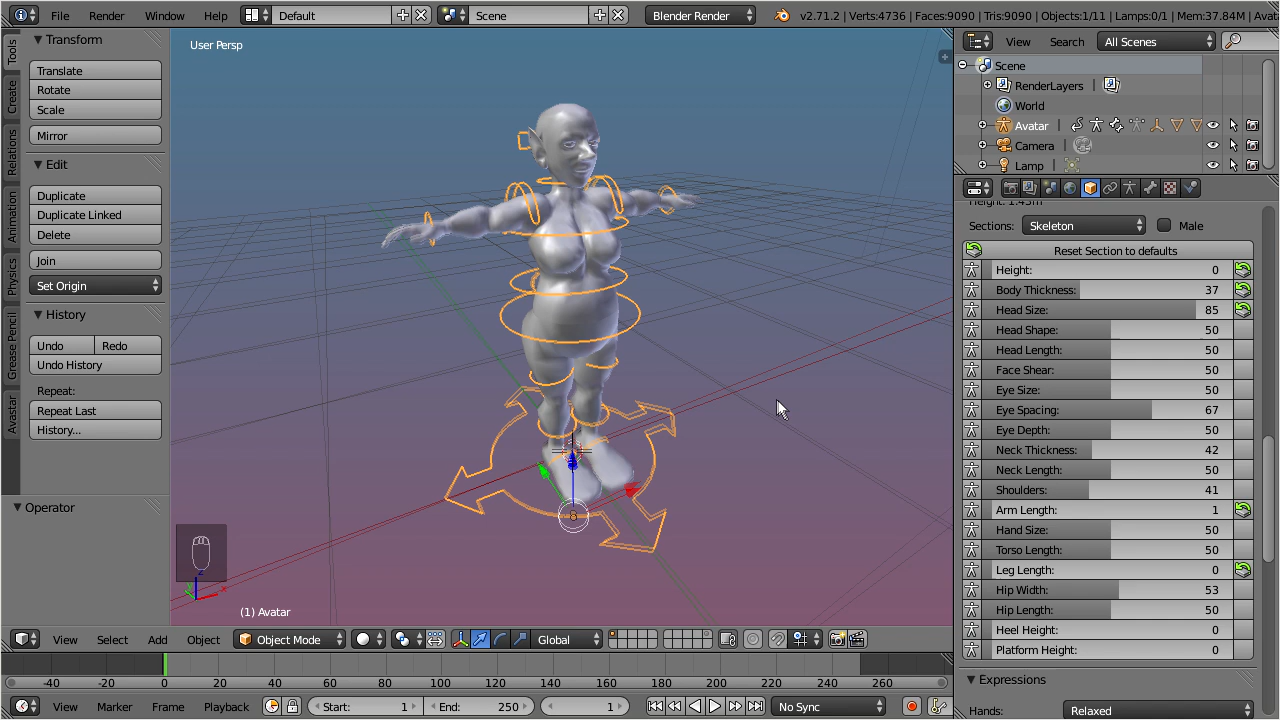 File Render Window Help Default Scene Blender Render v2.71.2 | Verts:4736 | Faces:9090 | Tris:9090 | Objects:1/11 | Lamps:0/1 | Mem:37.84M | Avat
Tools
Create
Relations
Animation
Physics
Grease Pencil
Avastar
Transform
Translate
Rotate
Scale
Mirror
Edit
Duplicate
Duplicate Linked
Delete
Join
Set Origin
History
Undo Redo
Undo History
Repeat:
Repeat Last
History...
Operator
User Persp
z
y
x
(1) Avatar
View Select Add Object Object Mode Global
-40 -20 0 20 40 60 80 100 120 140 160 180 200 220 240 260
View Marker Frame Playback Start: 1 End: 250 1 No Sync
View Search All Scenes
Scene
RenderLayers
World
Avatar
Camera
Lamp
Height: 1.43m
Sections: Skeleton Male
Reset Section to defaults
Height: 0
Body Thickness: 37
Head Size: 85
Head Shape: 50
Head Length: 50
Face Shear: 50
Eye Size: 50
Eye Spacing: 67
Eye Depth: 50
Neck Thickness: 42
Neck Length: 50
Shoulders: 41
Arm Length: 1
Hand Size: 50
Torso Length: 50
Leg Length: 0
Hip Width: 53
Hip Length: 50
Heel Height: 0
Platform Height: 0
Expressions
Hands: Relaxed